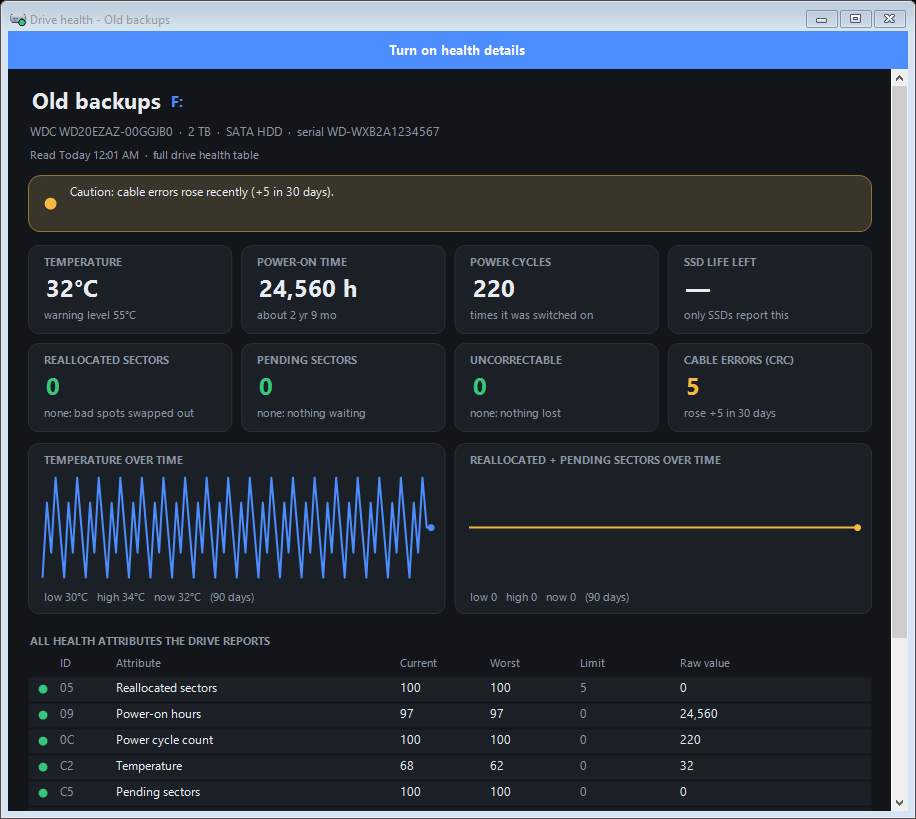 Drive health - Old backups
Turn on health details
Old backups F:
WDC WD20EZAZ-00GGJB0 · 2 TB · SATA HDD · serial WD-WXB2A1234567
Read Today 12:01 AM · full drive health table
Caution: cable errors rose recently (+5 in 30 days).
TEMPERATURE
32°C
warning level 55°C
POWER-ON TIME
24,560 h
about 2 yr 9 mo
POWER CYCLES
220
times it was switched on
SSD LIFE LEFT
—
only SSDs report this
REALLOCATED SECTORS
0
none: bad spots swapped out
PENDING SECTORS
0
none: nothing waiting
UNCORRECTABLE
0
none: nothing lost
CABLE ERRORS (CRC)
5
rose +5 in 30 days
TEMPERATURE OVER TIME
low 30°C high 34°C now 32°C (90 days)
REALLOCATED + PENDING SECTORS OVER TIME
low 0 high 0 now 0 (90 days)
ALL HEALTH ATTRIBUTES THE DRIVE REPORTS
ID Attribute Current Worst Limit Raw value
05 Reallocated sectors 100 100 5 0
09 Power-on hours 97 97 0 24,560
0C Power cycle count 100 100 0 220
C2 Temperature 68 62 0 32
C5 Pending sectors 100 100 0 0